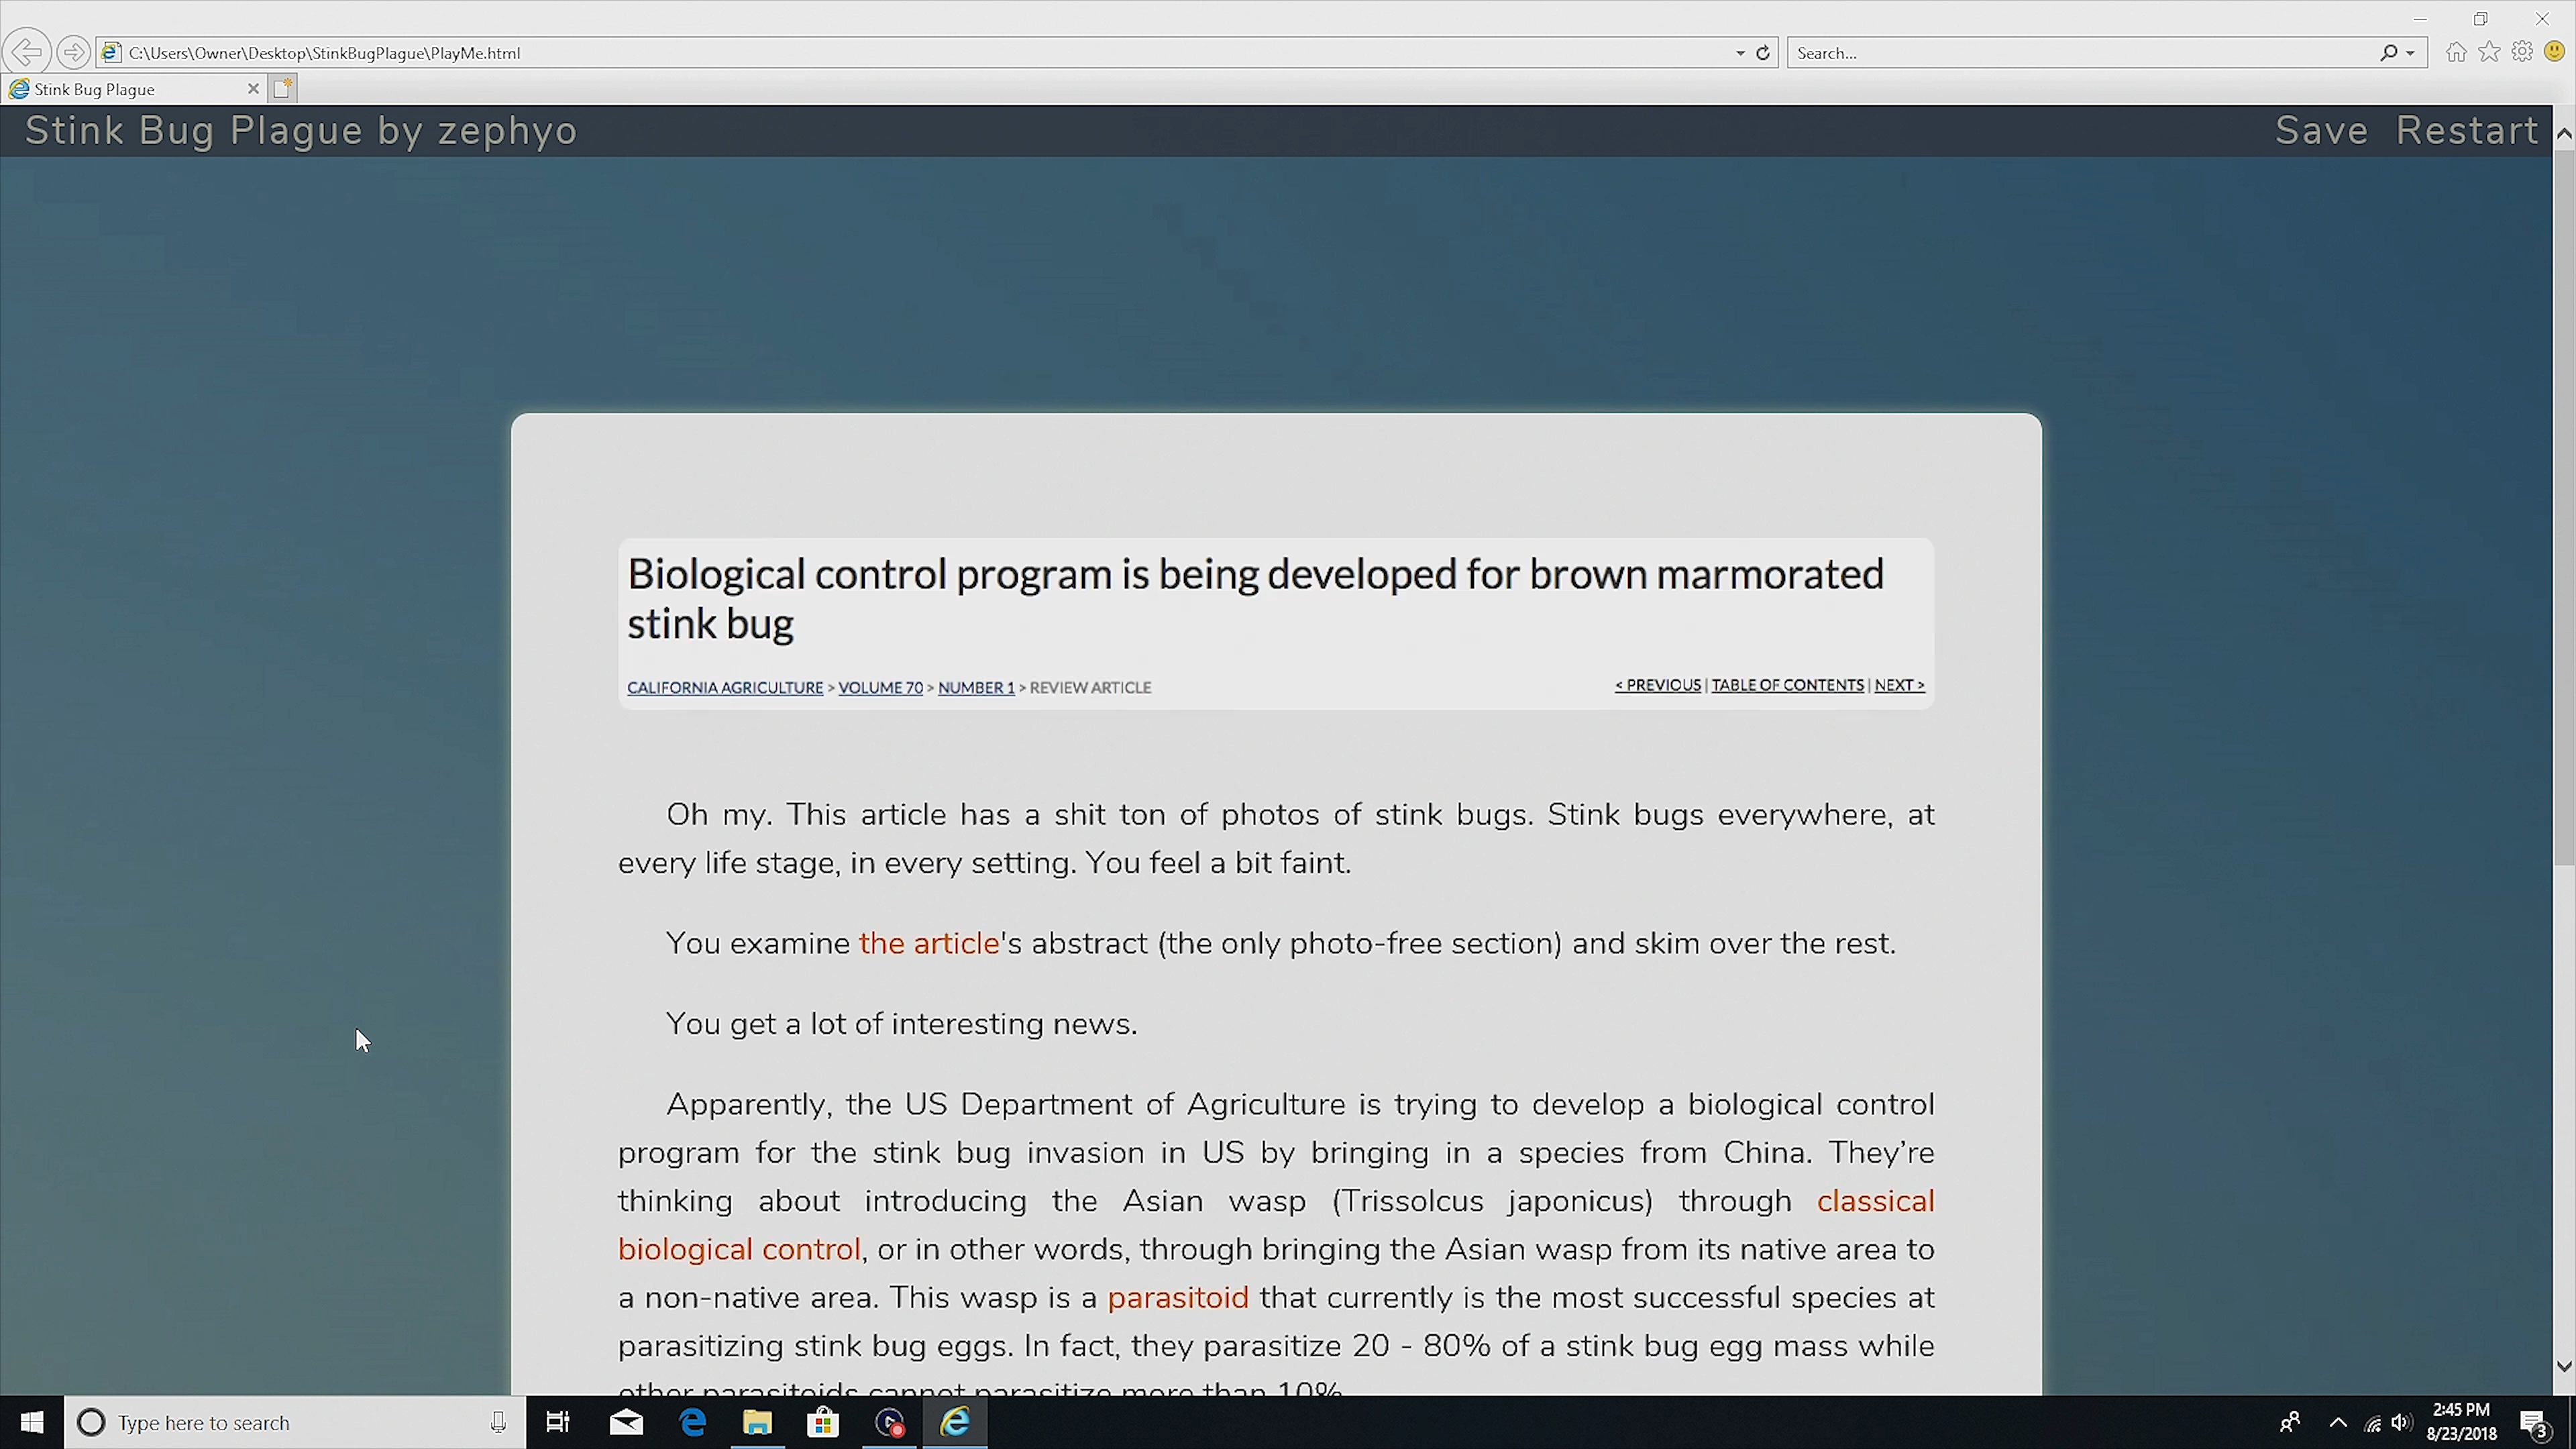 C:\Users\Owner\Desktop\StinkBugPlague\PlayMe.html
Search...
Stink Bug Plague
Stink Bug Plague by zephyo
Save Restart
Biological control program is being developed for brown marmorated
stink bug
CALIFORNIA AGRICULTURE > VOLUME 70 > NUMBER 1 > REVIEW ARTICLE
< PREVIOUS | TABLE OF CONTENTS | NEXT >
Oh my. This article has a shit ton of photos of stink bugs. Stink bugs everywhere, at
every life stage, in every setting. You feel a bit faint.
You examine the article's abstract (the only photo-free section) and skim over the rest.
You get a lot of interesting news.
Apparently, the US Department of Agriculture is trying to develop a biological control
program for the stink bug invasion in US by bringing in a species from China. They're
thinking about introducing the Asian wasp (Trissolcus japonicus) through classical
biological control, or in other words, through bringing the Asian wasp from its native area to
a non-native area. This wasp is a parasitoid that currently is the most successful species at
parasitizing stink bug eggs. In fact, they parasitize 20 - 80% of a stink bug egg mass while
other parasitoids cannot parasitize more than 10%.
Type here to search
2:45 PM
8/23/2018
3